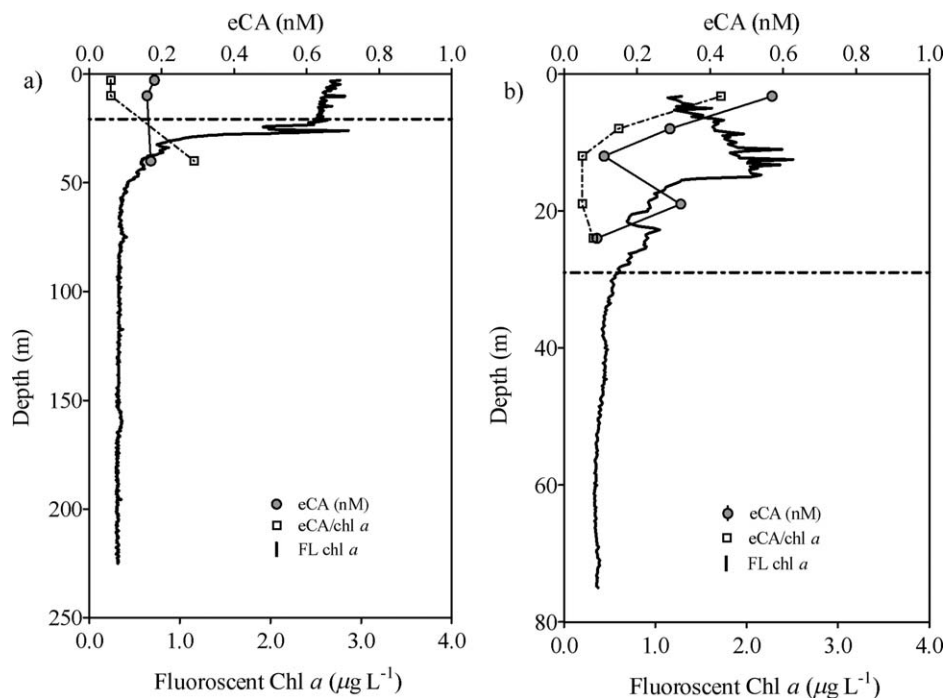 eCA (nM)
0.0 0.2 0.4 0.6 0.8 1.0
a)
0
50
100
150
200
250
Depth (m)
eCA (nM)
eCA/chl a
FL chl a
0.0 1.0 2.0 3.0 4.0
Fluoroscent Chl a (μg L-1)
eCA (nM)
0.0 0.2 0.4 0.6 0.8 1.0
b)
0
20
40
60
80
Depth (m)
eCA (nM)
eCA/chl a
FL chl a
0.0 1.0 2.0 3.0 4.0
Fluoroscent Chl a (μg L-1)